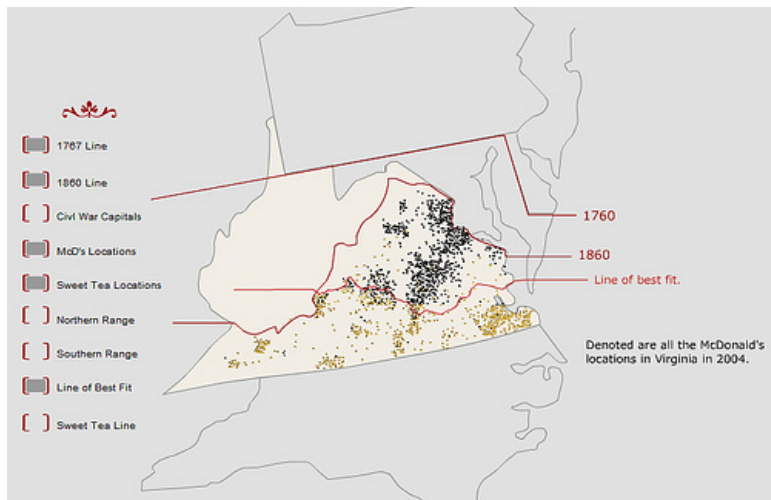 1767 Line
1860 Line
Civil War Capitals
McD's Locations
Sweet Tea Locations
Northern Range
Southern Range
Line of Best Fit
Sweet Tea Line
1760
1860
Line of best fit.
Denoted are all the McDonald's
locations in Virginia in 2004.